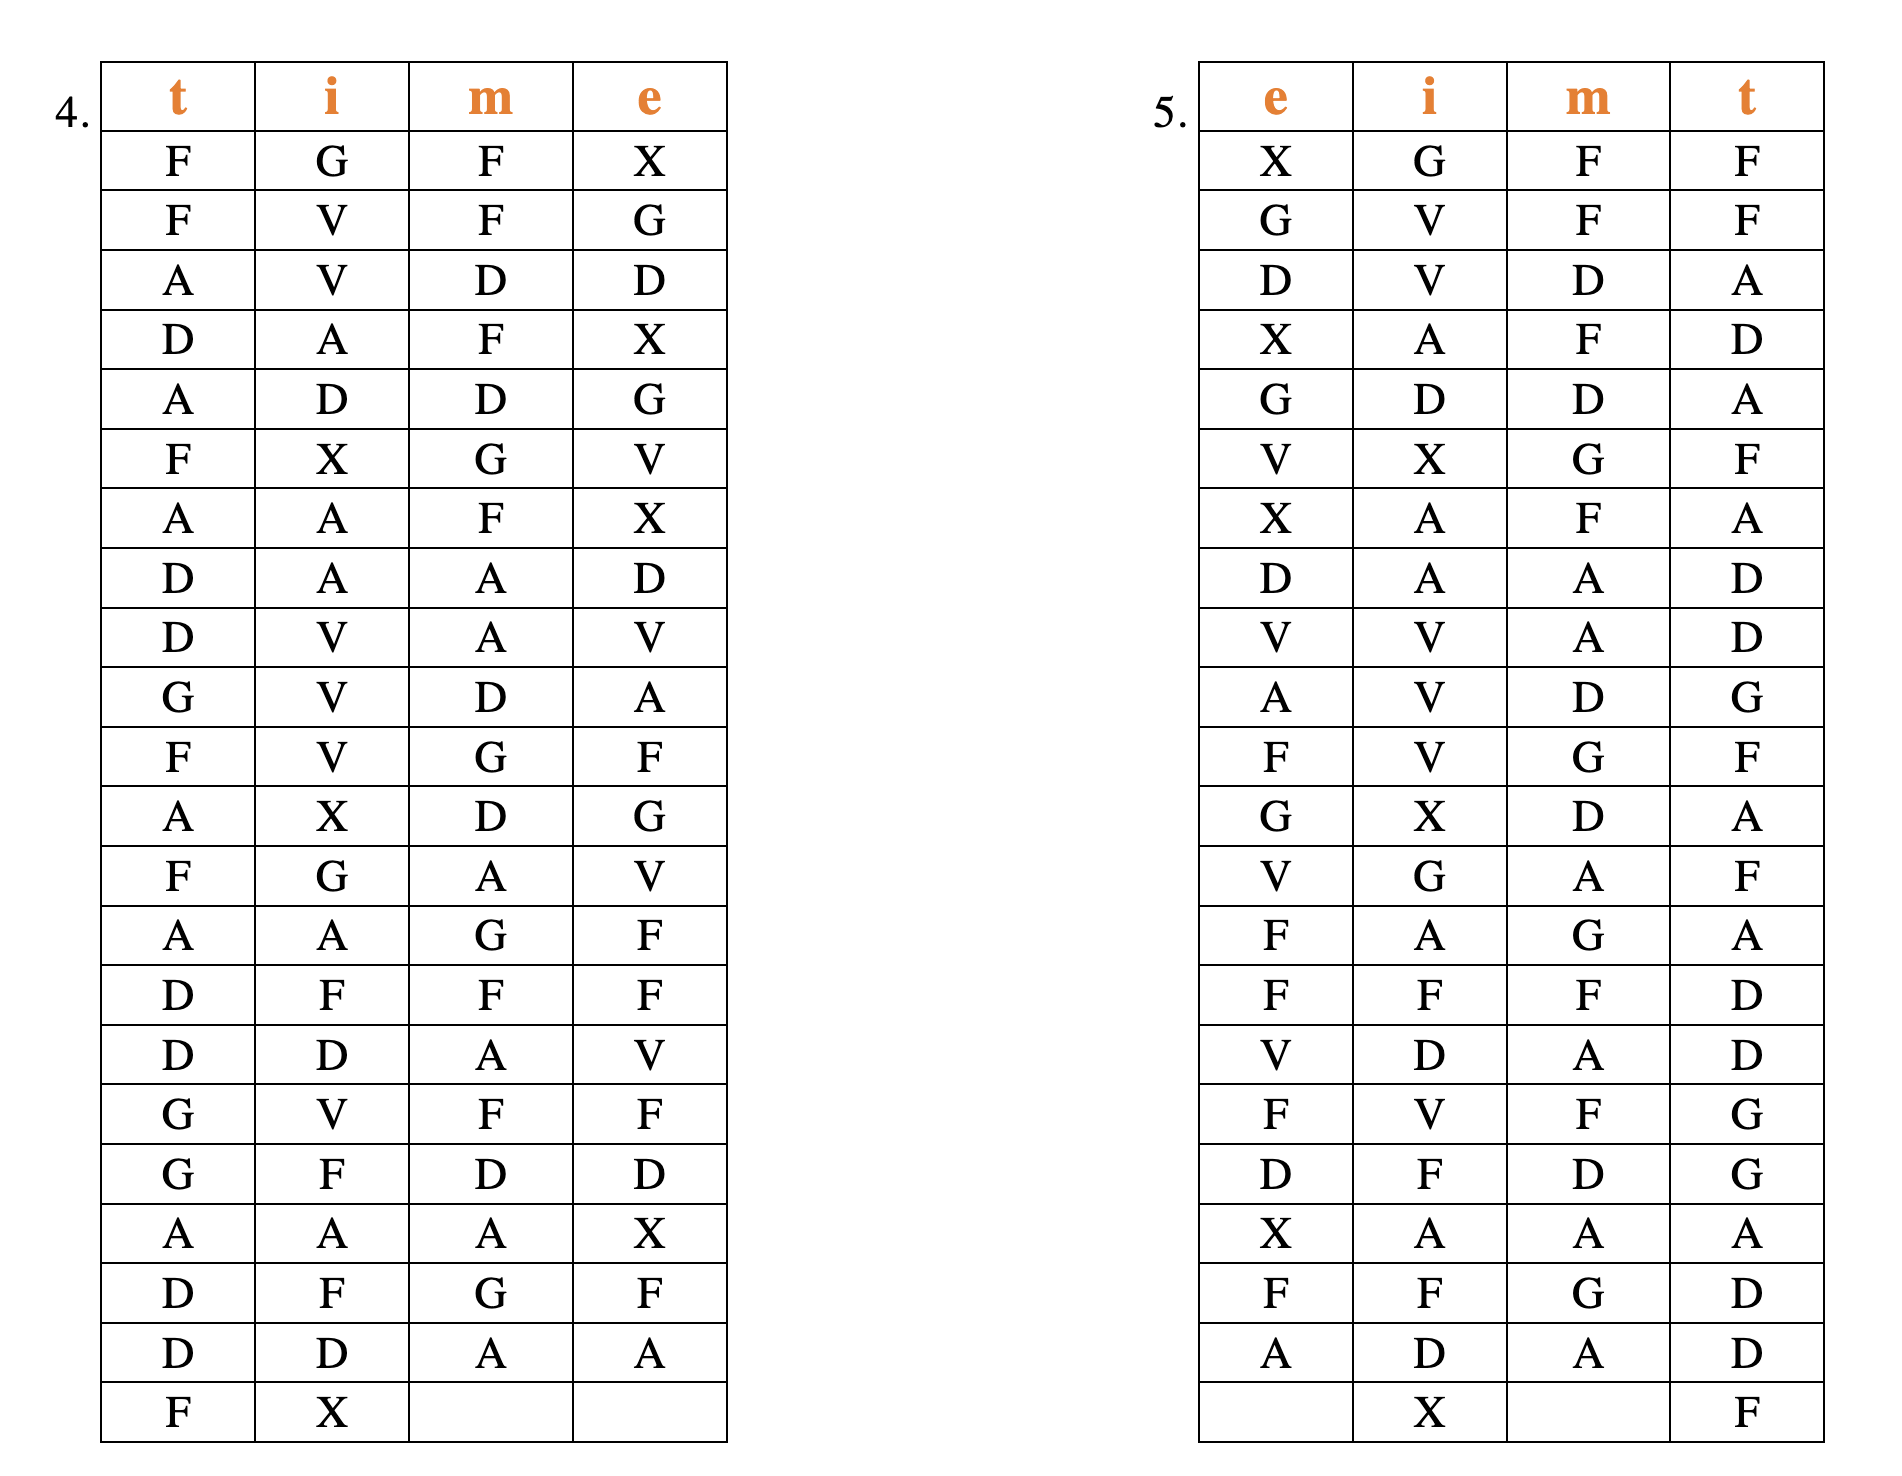 4.
t i m e
F G F X
F V F G
A V D D
D A F X
A D D G
F X G V
A A F X
D A A D
D V A V
G V D A
F V G F
A X D G
F G A V
A A G F
D F F F
D D A V
G V F F
G F D D
A A A X
D F G F
D D A A
F X
5.
e i m t
X G F F
G V F F
D V D A
X A F D
G D D A
V X G F
X A F A
D A A D
V V A D
A V D G
F V G F
G X D A
V G A F
F A G A
F F F D
V D A D
F V F G
D F D G
X A A A
F F G D
A D A D
X F